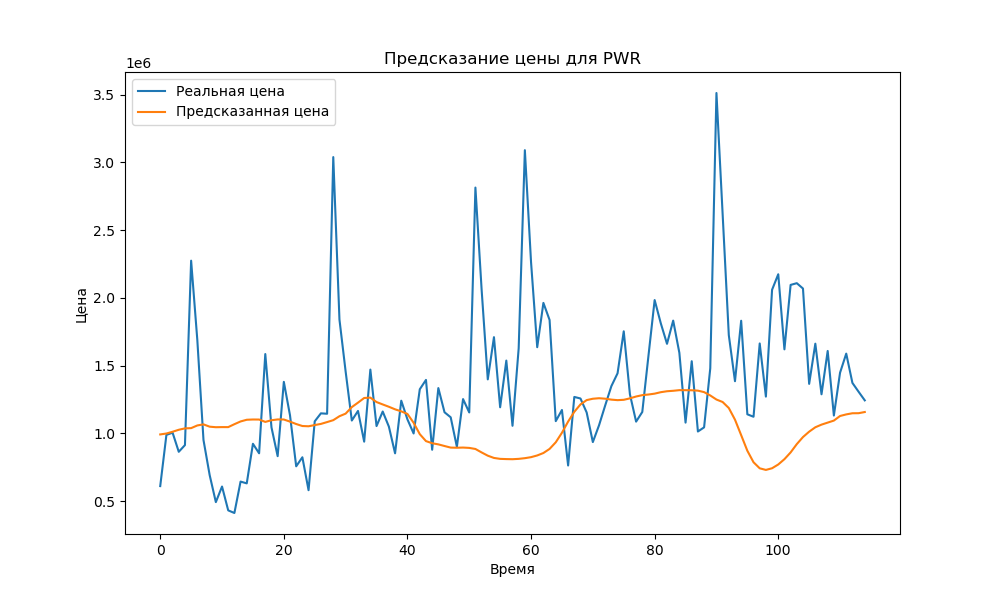 Предсказание цены для PWR
1e6
Реальная цена
Предсказанная цена
3.5
3.0
2.5
2.0
1.5
1.0
0.5
Цена
0 20 40 60 80 100
Время